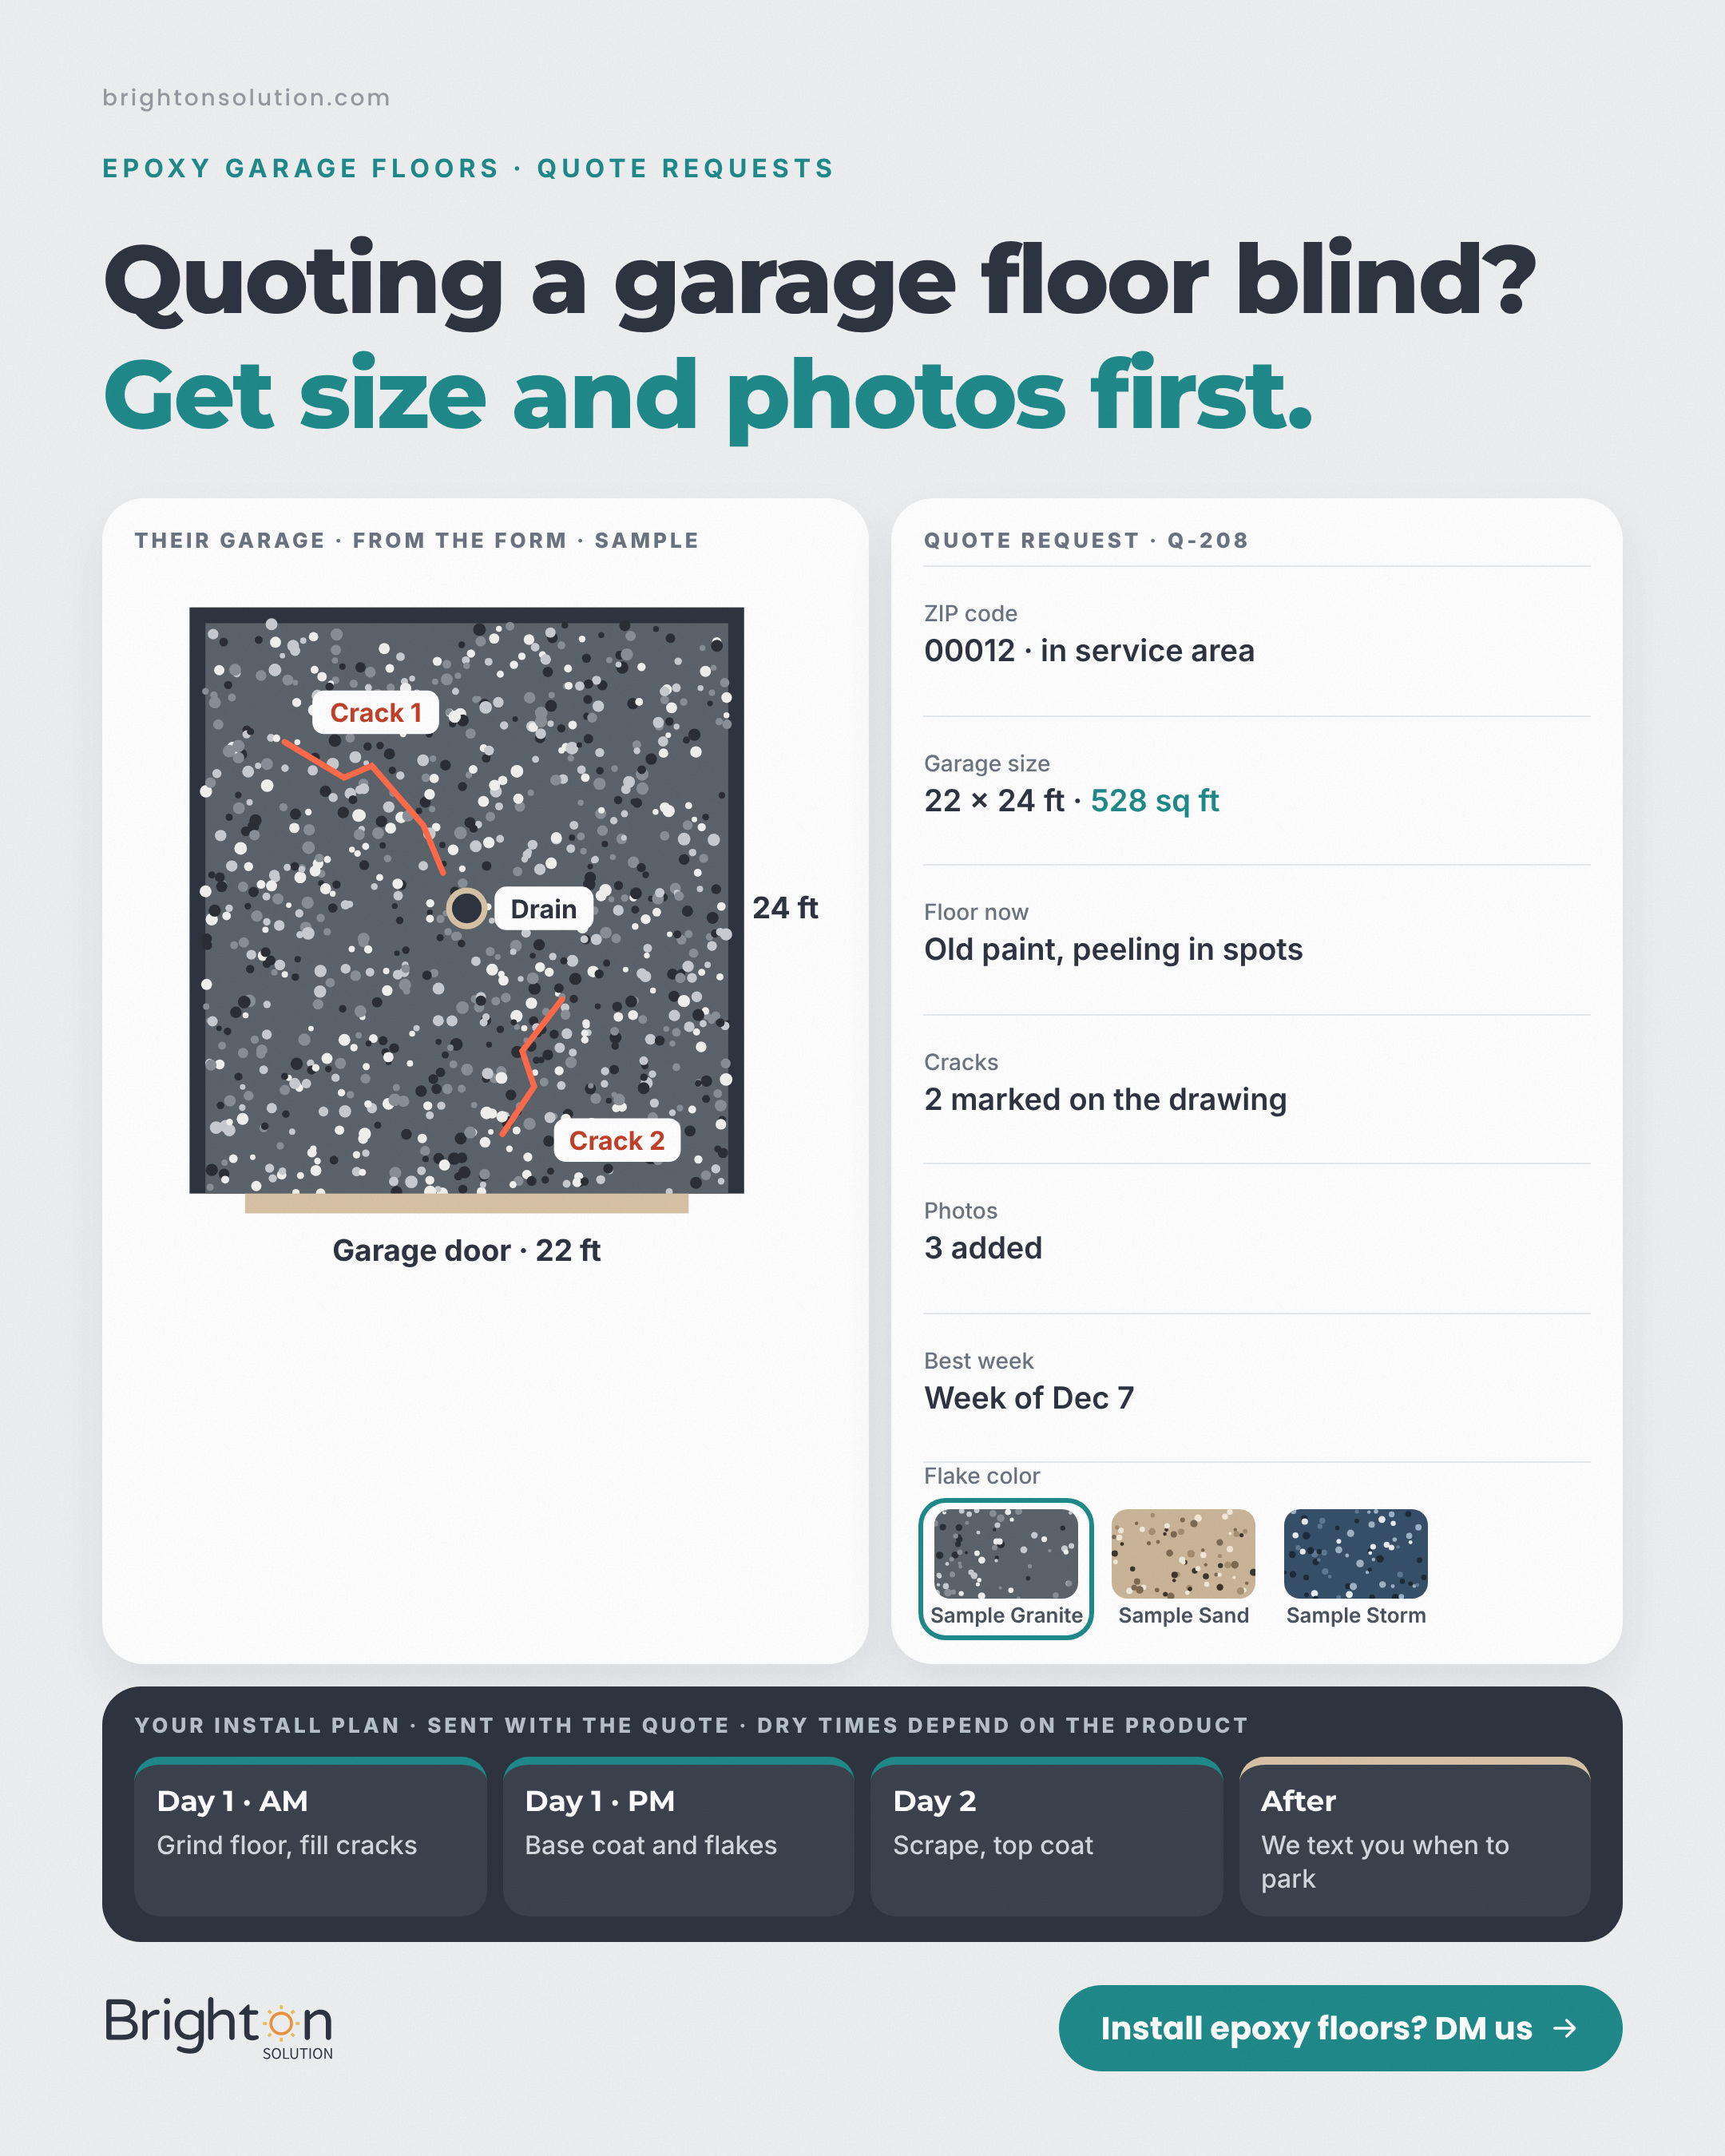 brightonsolution.com
EPOXY GARAGE FLOORS · QUOTE REQUESTS
Quoting a garage floor blind?
Get size and photos first.
THEIR GARAGE · FROM THE FORM · SAMPLE
Crack 1
Drain
24 ft
Crack 2
Garage door · 22 ft
QUOTE REQUEST · Q-208
ZIP code
00012 · in service area
Garage size
22 × 24 ft · 528 sq ft
Floor now
Old paint, peeling in spots
Cracks
2 marked on the drawing
Photos
3 added
Best week
Week of Dec 7
Flake color
Sample Granite
Sample Sand
Sample Storm
YOUR INSTALL PLAN · SENT WITH THE QUOTE · DRY TIMES DEPEND ON THE PRODUCT
Day 1 · AM
Grind floor, fill cracks
Day 1 · PM
Base coat and flakes
Day 2
Scrape, top coat
After
We text you when to
park
Brighton
SOLUTION
Install epoxy floors? DM us →